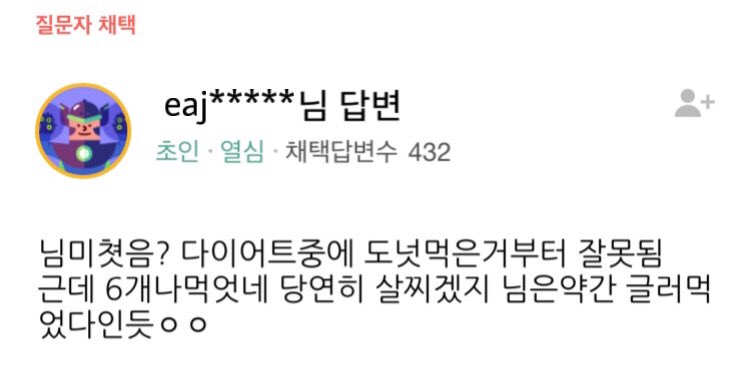 질문자 채택
eaj*****님 답변
초인 · 열심 · 채택답변수 432
님미쳣음? 다이어트중에 도넛먹은거부터 잘못됨
근데 6개나먹엇네 당연히 살찌겠지 님은약간 글러먹
었다인듯ㅇㅇ